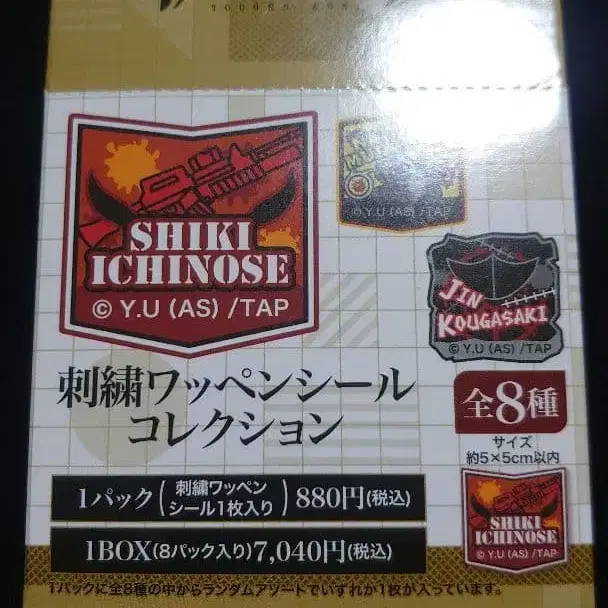 SHIKI
ICHINOSE
© Y.U (AS) /TAP
© Y.U (AS) /TAP
JIN
KOUGASAKI
© Y.U (AS) /TAP
刺繍ワッペンシール
コレクション
全8種
サイズ
約5×5cm以内
1パック(刺繍ワッペン
シール1枚入り)880円(税込)
1BOX(8パック入り)7,040円(税込)
SHIKI
ICHINOSE
© Y.U (AS) /TAP
1パックに全8種の中からランダムアソートでいずれか1枚が入っています。